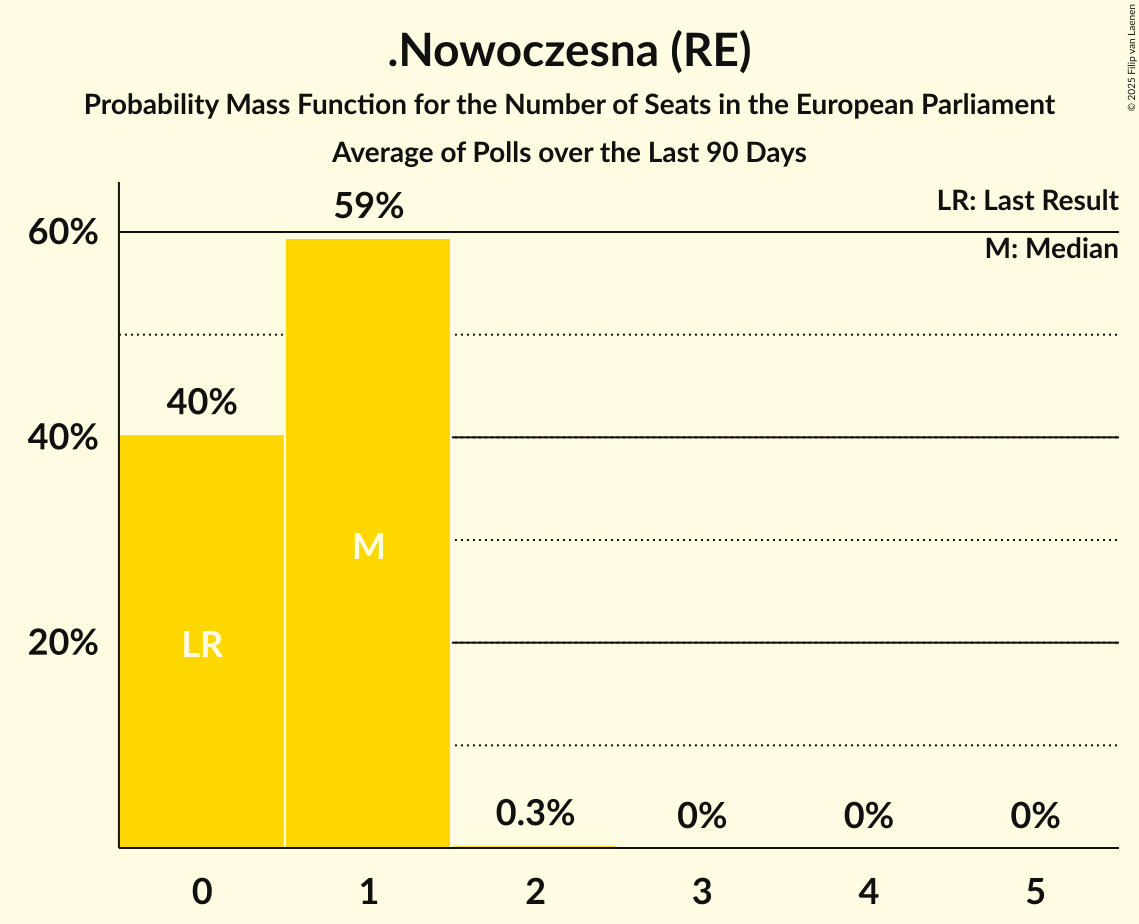 .Nowoczesna (RE)
Probability Mass Function for the Number of Seats in the European Parliament
Average of Polls over the Last 90 Days
© 2025 Filip van Laenen
LR: Last Result
M: Median
60%
40%
20%
59%
40%
M
LR
0.3%
0%
0%
0%
0
1
2
3
4
5